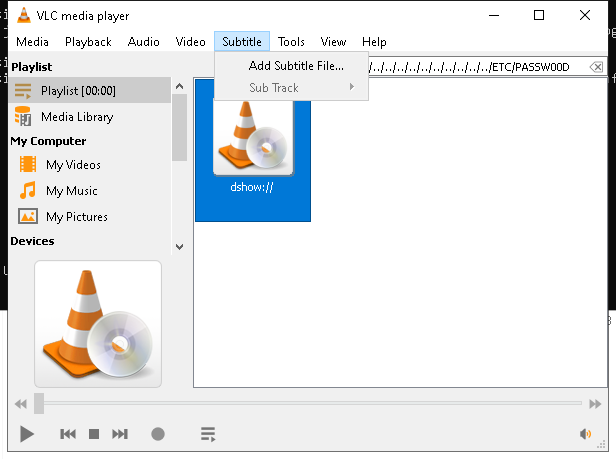 VLC media player
Media Playback Audio Video Subtitle Tools View Help
Add Subtitle File...
Sub Track
Playlist
/../../../../../../../../../ETC/PASSW00D
Playlist [00:00]
Media Library
My Computer
My Videos
My Music
My Pictures
Devices
dshow://